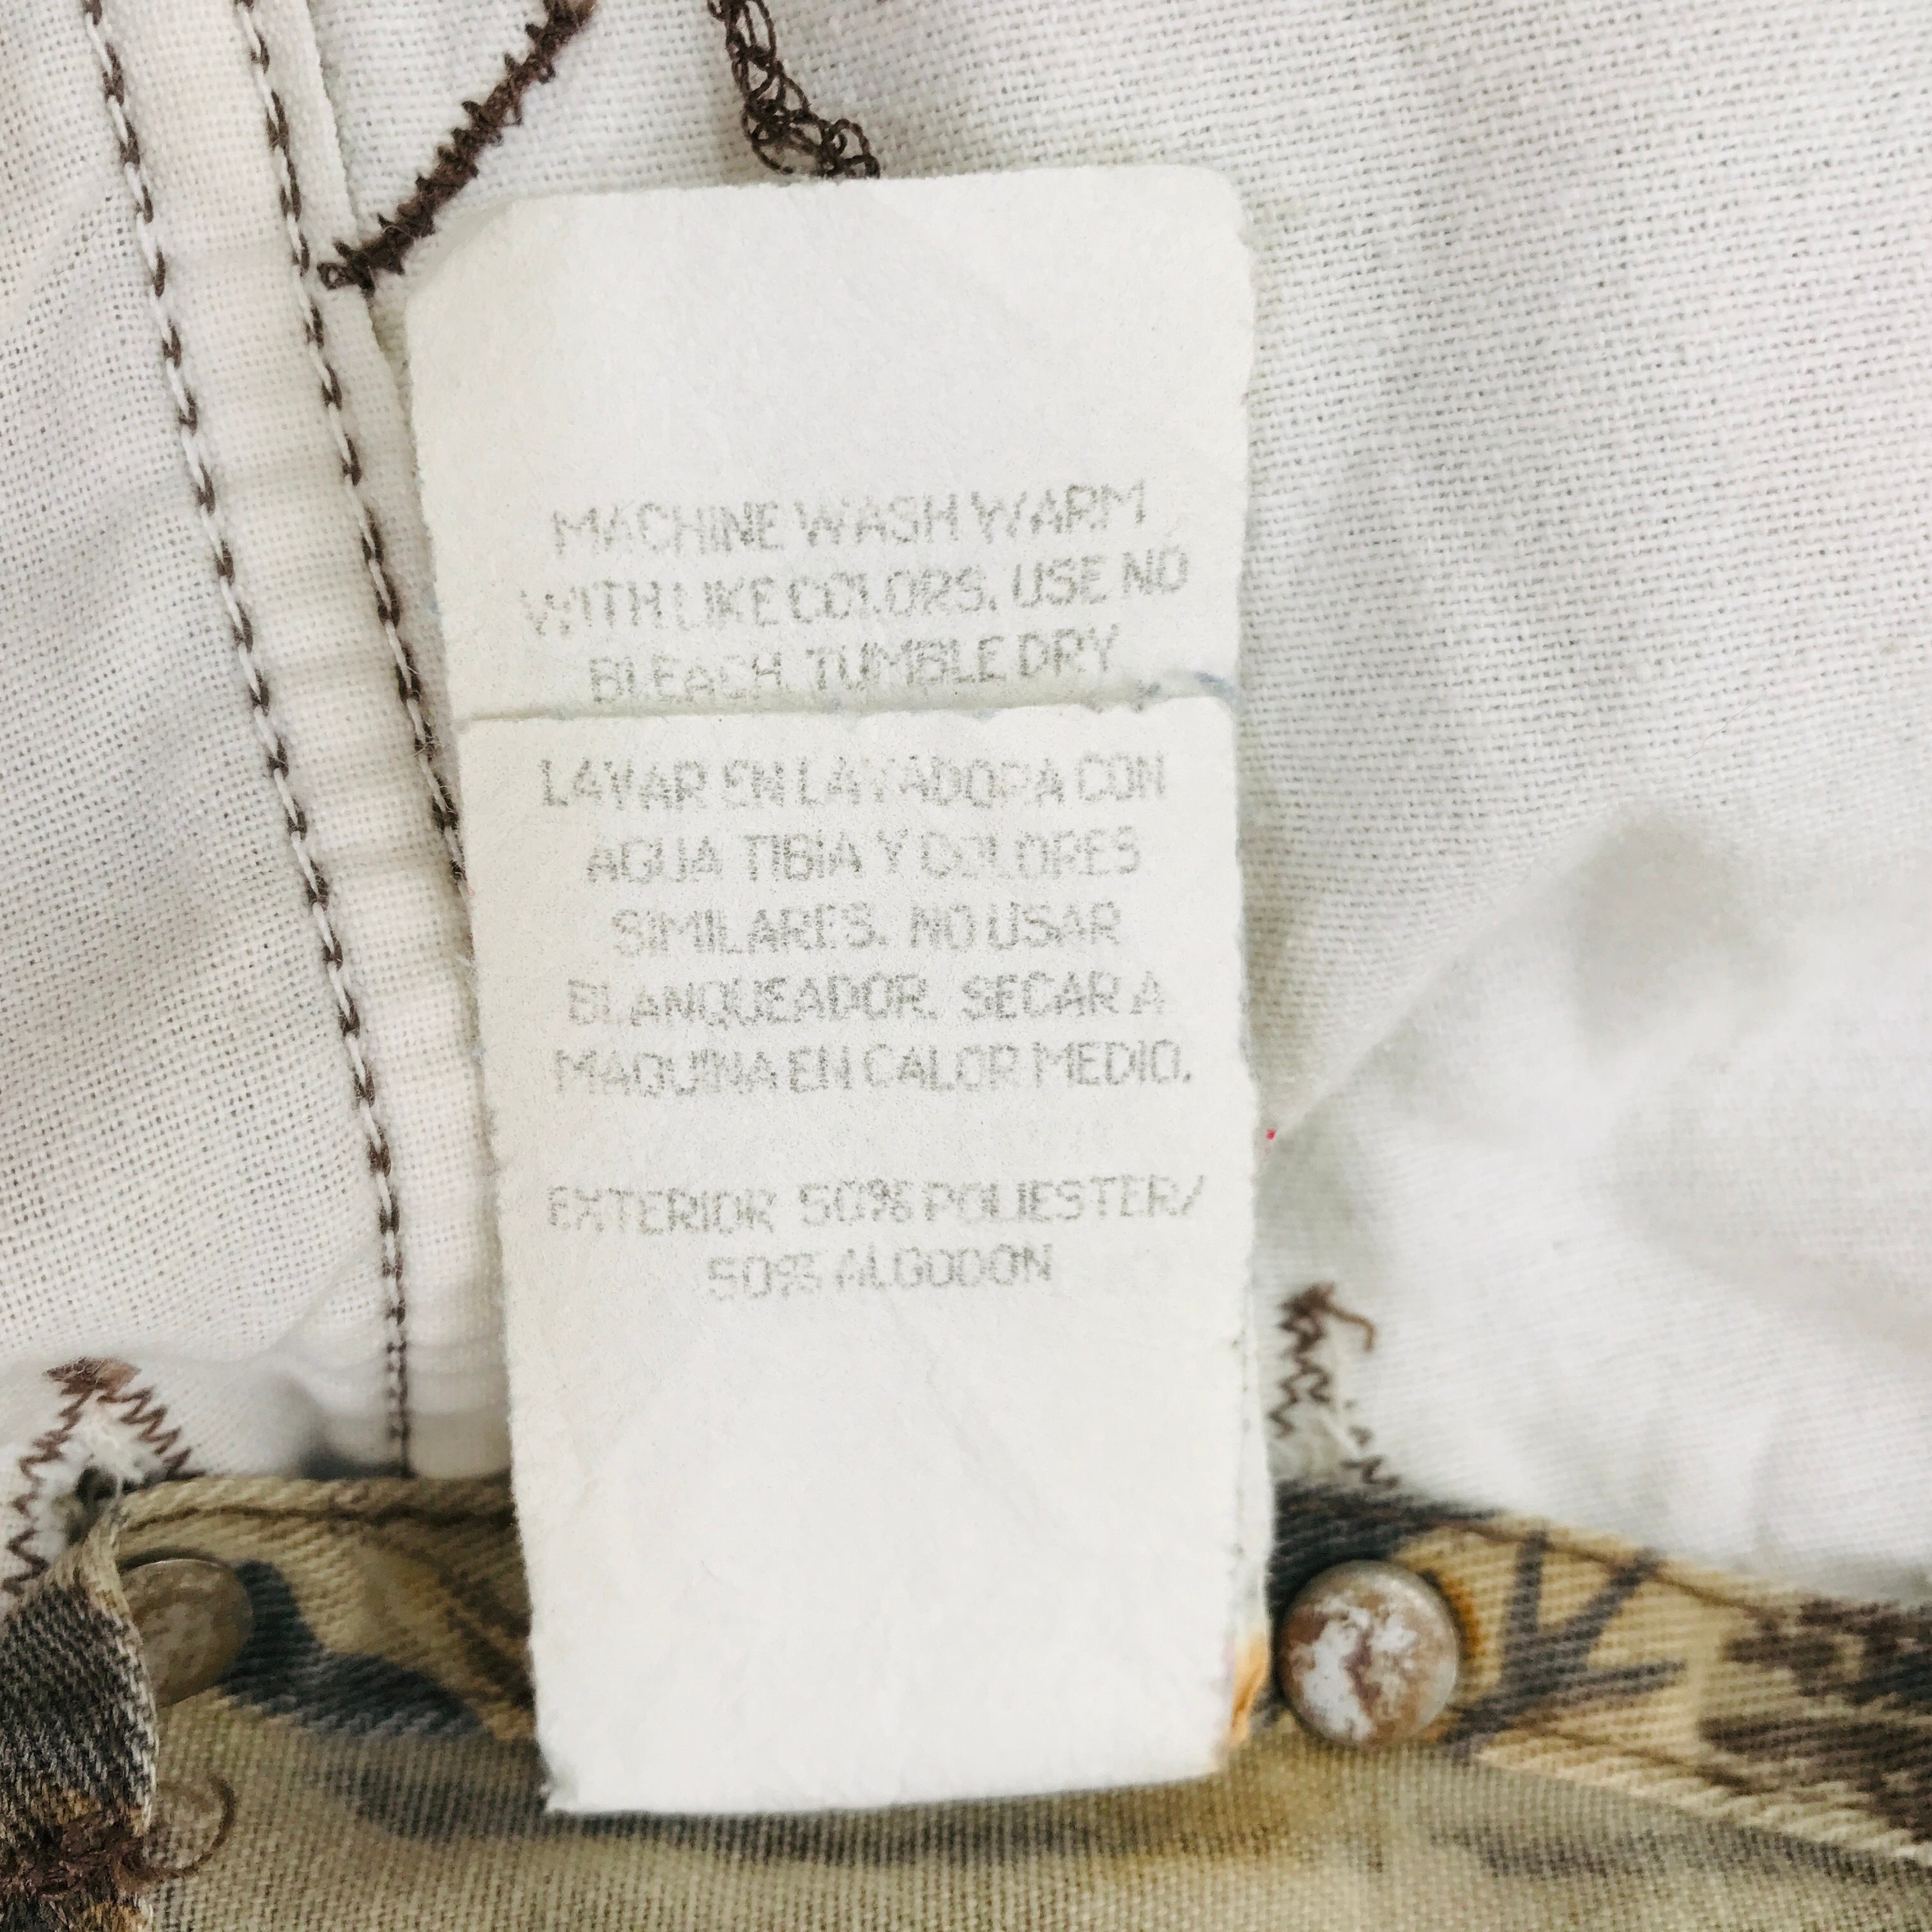 MACHINE WASH WARM
WITH LIKE COLORS. USE NO
BLEACH. TUMBLE DRY
LAVAR EN LAVADORA CON
AGUA TIBIA Y COLORES
SIMILARES. NO USAR
BLANQUEADOR. SECAR A
MAQUINA EN CALOR MEDIO.
EXTERIOR 50% POLIESTER/
50% ALGODON